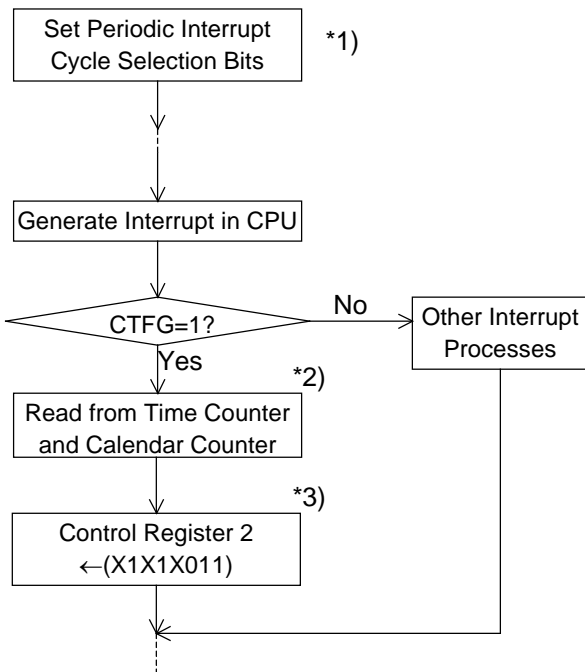 Set Periodic Interrupt
Cycle Selection Bits
*1)
Generate Interrupt in CPU
CTFG=1?
No
Other Interrupt
Processes
Yes
*2)
Read from Time Counter
and Calendar Counter
*3)
Control Register 2
←(X1X1X011)